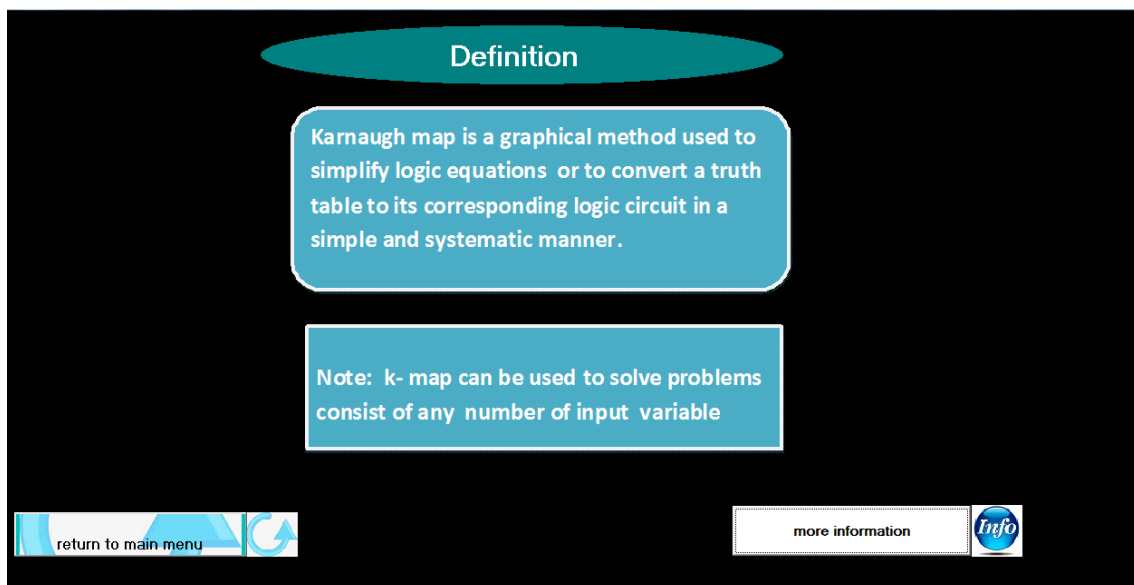 Definition
Karnaugh map is a graphical method used to
simplify logic equations  or to convert a truth
table to its corresponding logic circuit in a
simple and systematic manner.
Note:  k- map can be used to solve problems
consist of any  number of input  variable
return to main menu
more information
Info